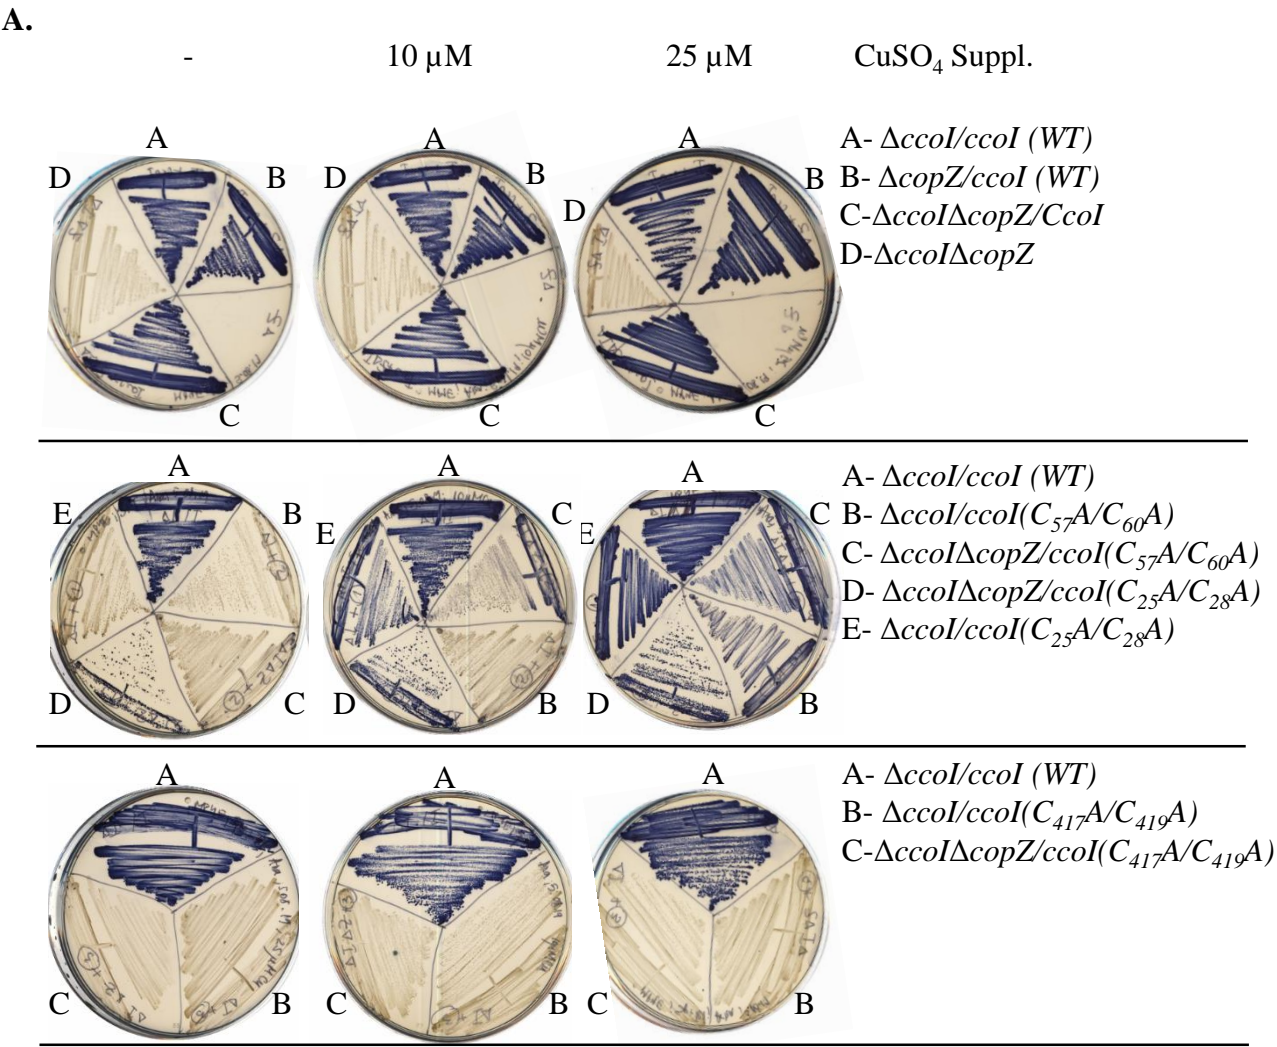 A.
- 10 µM 25 µM CuSO4 Suppl.
A A A
D B D B D B
C C C
A- ΔccoI/ccoI (WT)
B- ΔcopZ/ccoI (WT)
C-ΔccoIΔcopZ/CcoI
D-ΔccoIΔcopZ
A A A
E B E C E C
D C D B D B
A- ΔccoI/ccoI (WT)
B- ΔccoI/ccoI(C57A/C60A)
C- ΔccoIΔcopZ/ccoI(C57A/C60A)
D- ΔccoIΔcopZ/ccoI(C25A/C28A)
E- ΔccoI/ccoI(C25A/C28A)
A A A
C B C B C B
A- ΔccoI/ccoI (WT)
B- ΔccoI/ccoI(C417A/C419A)
C-ΔccoIΔcopZ/ccoI(C417A/C419A)